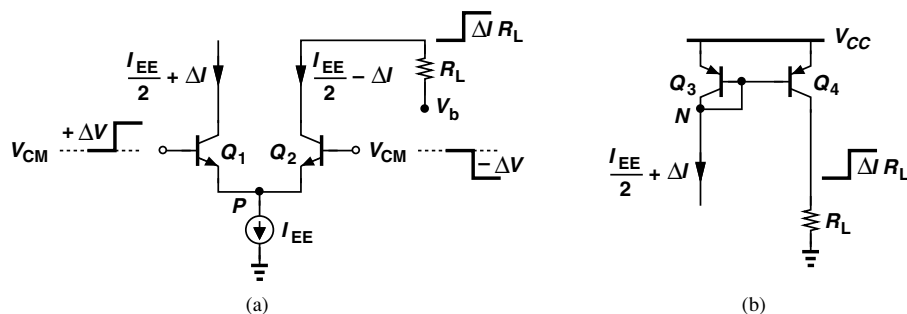 ΔI R_L
I_EE/2 + ΔI
I_EE/2 − ΔI
R_L
V_b
+ ΔV
V_CM
Q_1
Q_2
V_CM
− ΔV
P
I_EE
(a)
V_CC
Q_3
Q_4
N
I_EE/2 + ΔI
ΔI R_L
R_L
(b)